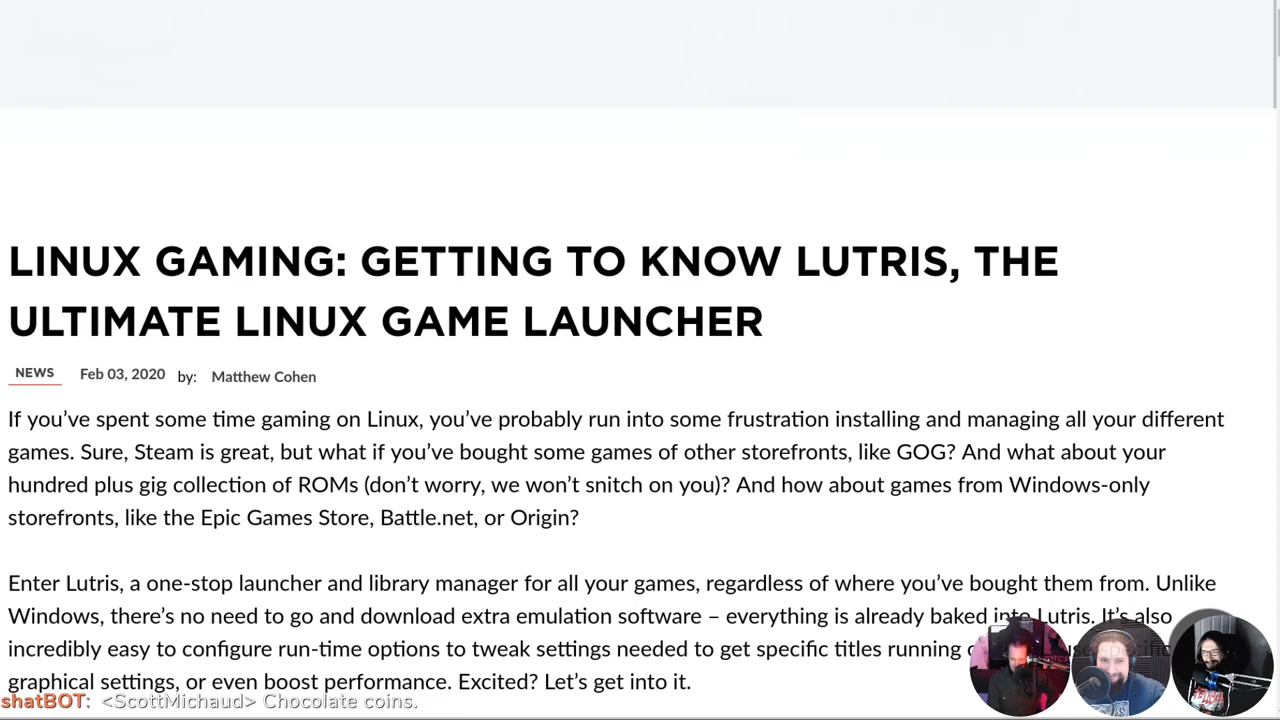 LINUX GAMING: GETTING TO KNOW LUTRIS, THE
ULTIMATE LINUX GAME LAUNCHER
NEWS Feb 03, 2020 by: Matthew Cohen
If you’ve spent some time gaming on Linux, you’ve probably run into some frustration installing and managing all your different
games. Sure, Steam is great, but what if you’ve bought some games of other storefronts, like GOG? And what about your
hundred plus gig collection of ROMs (don’t worry, we won’t snitch on you)? And how about games from Windows-only
storefronts, like the Epic Games Store, Battle.net, or Origin?
Enter Lutris, a one-stop launcher and library manager for all your games, regardless of where you’ve bought them from. Unlike
Windows, there’s no need to go and download extra emulation software – everything is already baked into Lutris. It’s also
incredibly easy to configure run-time options to tweak settings needed to get specific titles running
graphical settings, or even boost performance. Excited? Let’s get into it.
shatBOT: <ScottMichaud> Chocolate coins.